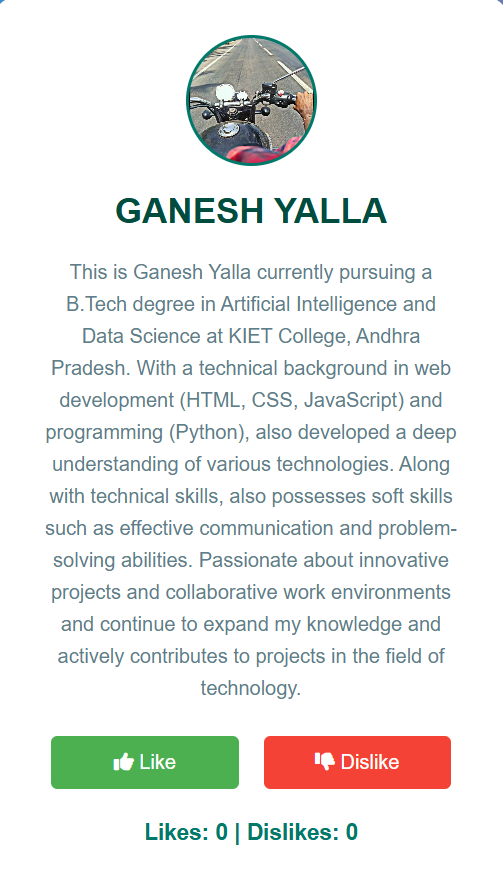 GANESH YALLA
This is Ganesh Yalla currently pursuing a
B.Tech degree in Artificial Intelligence and
Data Science at KIET College, Andhra
Pradesh. With a technical background in web
development (HTML, CSS, JavaScript) and
programming (Python), also developed a deep
understanding of various technologies. Along
with technical skills, also possesses soft skills
such as effective communication and problem-
solving abilities. Passionate about innovative
projects and collaborative work environments
and continue to expand my knowledge and
actively contributes to projects in the field of
technology.
Like Dislike
Likes: 0 | Dislikes: 0